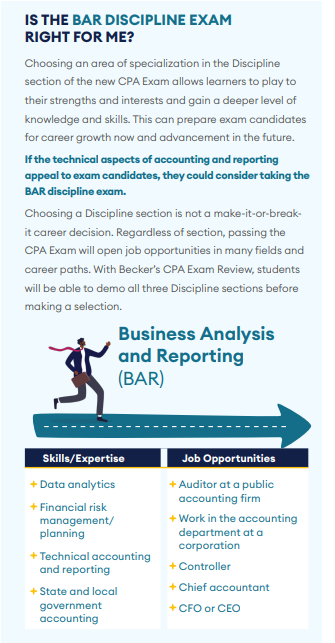 IS THE BAR DISCIPLINE EXAM
RIGHT FOR ME?
Choosing an area of specialization in the Discipline
section of the new CPA Exam allows learners to play to
their strengths and interests and gain a deeper level of
knowledge and skills. This can prepare exam candidates
for career growth now and advancement in the future.
If the technical aspects of accounting and reporting
appeal to exam candidates, they could consider taking the
BAR discipline exam.
Choosing a Discipline section is not a make-it-or-break-
it career decision. Regardless of section, passing the
CPA Exam will open job opportunities in many fields and
career paths. With Becker's CPA Exam Review, students
will be able to demo all three Discipline sections before
making a selection.
Business Analysis
and Reporting
(BAR)
Skills/Expertise
Data analytics
Financial risk
management/
planning
Technical accounting
and reporting
State and local
government
accounting
Job Opportunities
Auditor at a public
accounting firm
Work in the accounting
department at a
corporation
Controller
Chief accountant
CFO or CEO